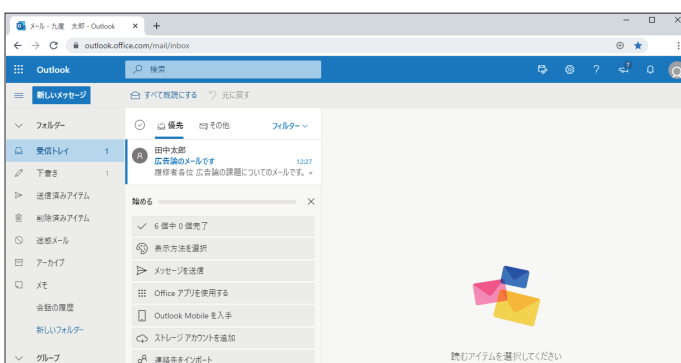 メール - 九産 太郎 - Outlook
outlook.office.com/mail/inbox
Outlook
検索
新しいメッセージ
すべて既読にする
元に戻す
フォルダー
受信トレイ 1
下書き 1
送信済みアイテム
削除済みアイテム
迷惑メール
アーカイブ
メモ
会話の履歴
新しいフォルダー
グループ
優先
その他
フィルター
田中太郎
広告論のメールです 12:27
履修者各位 広告論の課題についてのメールです。
始める
6 個中 0 個完了
表示方法を選択
メッセージを送信
Office アプリを使用する
Outlook Mobile を入手
ストレージ アカウントを追加
連絡先をインポート
読むアイテムを選択してください